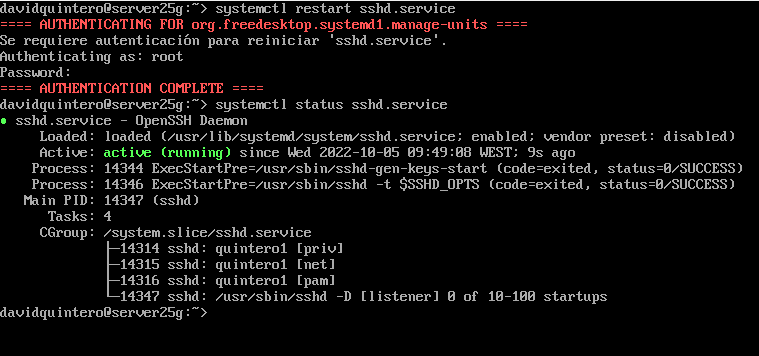 davidquintero@server25g:~> systemctl restart sshd.service
==== AUTHENTICATING FOR org.freedesktop.systemd1.manage-units ====
Se requiere autenticación para reiniciar 'sshd.service'.
Authenticating as: root
Password:
==== AUTHENTICATION COMPLETE ====
davidquintero@server25g:~> systemctl status sshd.service
● sshd.service - OpenSSH Daemon
     Loaded: loaded (/usr/lib/systemd/system/sshd.service; enabled; vendor preset: disabled)
     Active: active (running) since Wed 2022-10-05 09:49:08 WEST; 9s ago
    Process: 14344 ExecStartPre=/usr/sbin/sshd-gen-keys-start (code=exited, status=0/SUCCESS)
    Process: 14346 ExecStartPre=/usr/sbin/sshd -t $SSHD_OPTS (code=exited, status=0/SUCCESS)
   Main PID: 14347 (sshd)
      Tasks: 4
     CGroup: /system.slice/sshd.service
             ├─14314 sshd: quintero1 [priv]
             ├─14315 sshd: quintero1 [net]
             ├─14316 sshd: quintero1 [pam]
             └─14347 sshd: /usr/sbin/sshd -D [listener] 0 of 10-100 startups
davidquintero@server25g:~>